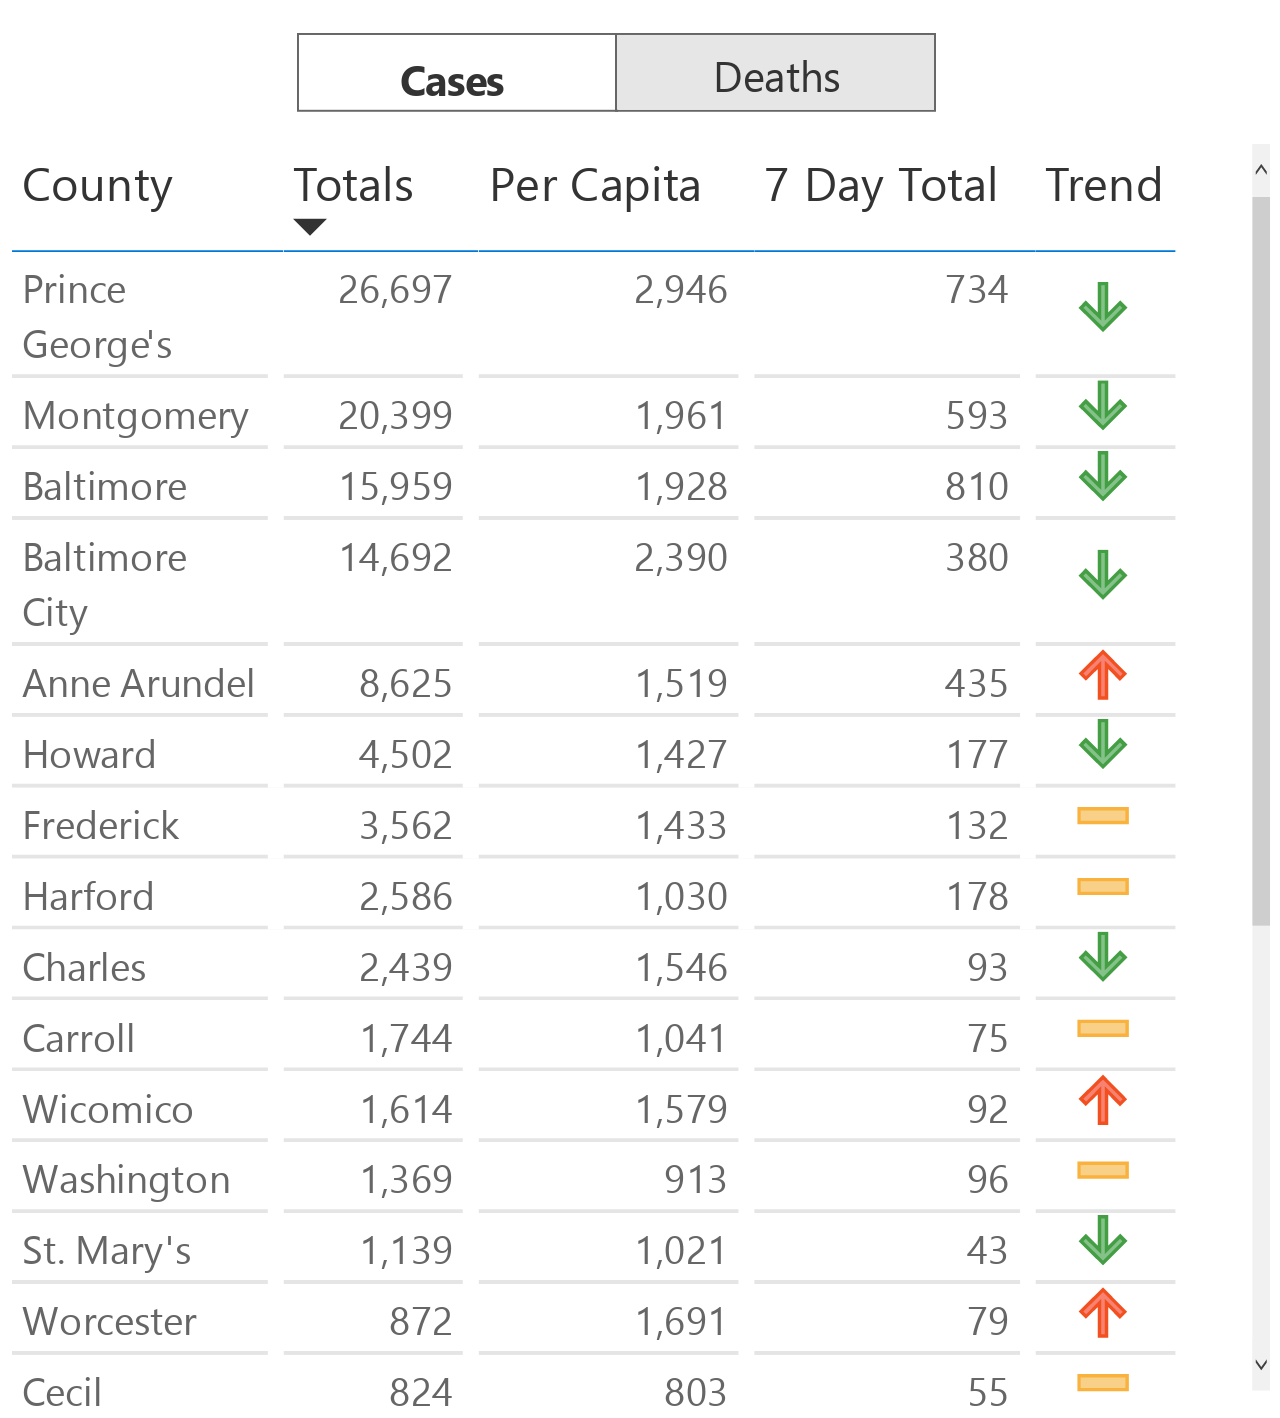 Cases Deaths
County Totals Per Capita 7 Day Total Trend
Prince 26,697 2,946 734
George's
Montgomery 20,399 1,961 593
Baltimore 15,959 1,928 810
Baltimore 14,692 2,390 380
City
Anne Arundel 8,625 1,519 435
Howard 4,502 1,427 177
Frederick 3,562 1,433 132
Harford 2,586 1,030 178
Charles 2,439 1,546 93
Carroll 1,744 1,041 75
Wicomico 1,614 1,579 92
Washington 1,369 913 96
St. Mary's 1,139 1,021 43
Worcester 872 1,691 79
Cecil 824 803 55